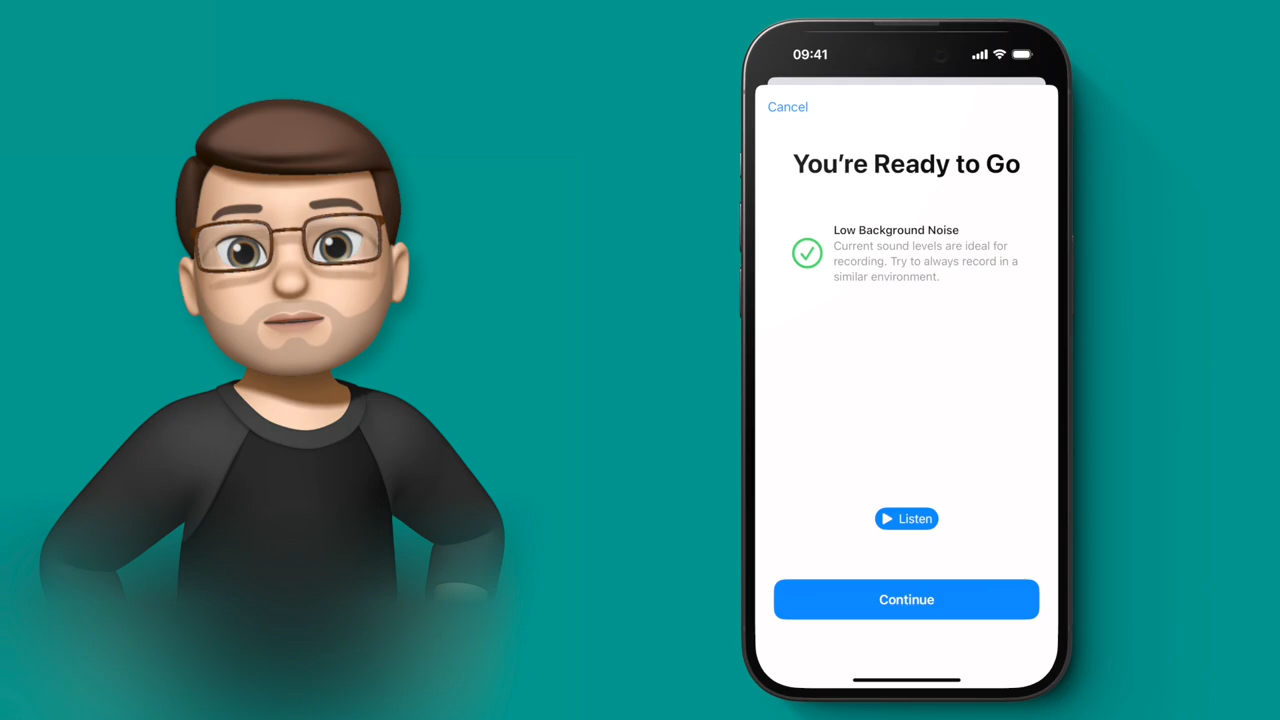 09:41
Cancel
You’re Ready to Go
Low Background Noise
Current sound levels are ideal for
recording. Try to always record in a
similar environment.
Listen
Continue